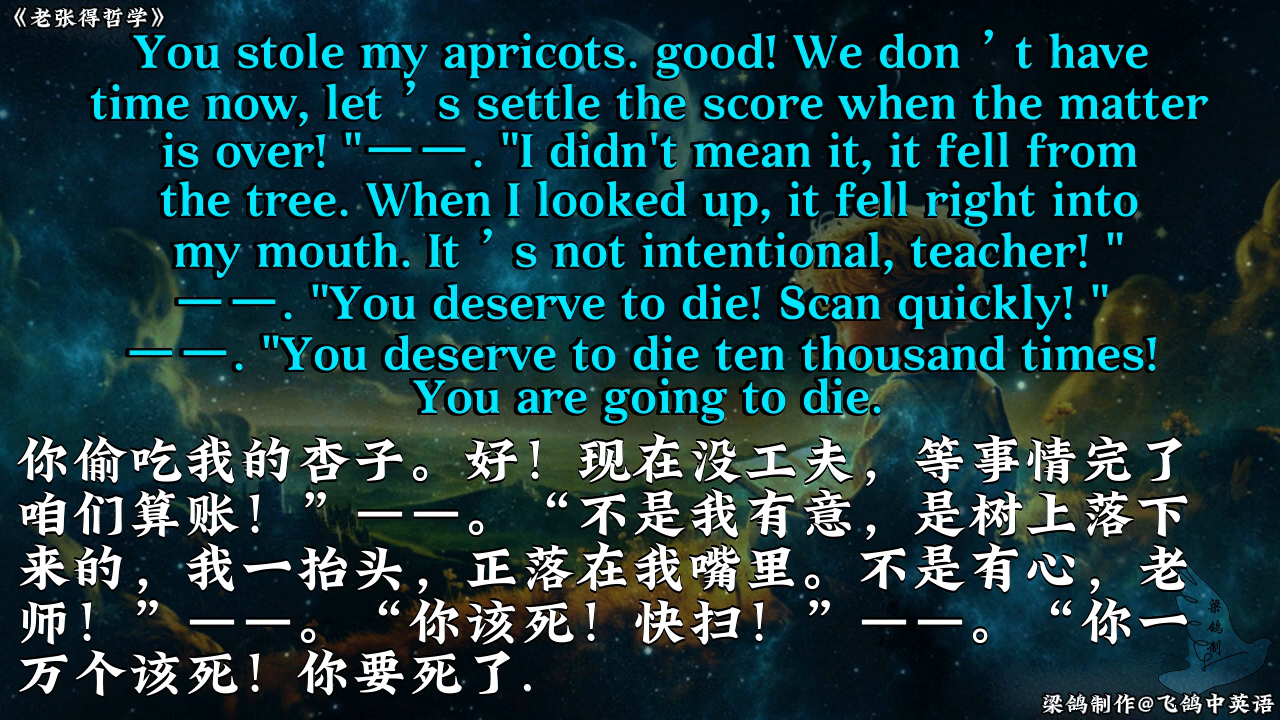 《老张得哲学》
You stole my apricots. good! We don ’ t have
time now, let ’ s settle the score when the matter
is over! "——. "I didn't mean it, it fell from
the tree. When I looked up, it fell right into
my mouth. It ’ s not intentional, teacher! "
——. "You deserve to die! Scan quickly! "
——. "You deserve to die ten thousand times!
You are going to die.
你偷吃我的杏子。好！现在没工夫，等事情完了
咱们算账！”——。“不是我有意，是树上落下
来的，我一抬头，正落在我嘴里。不是有心，老
师！”——。“你该死！快扫！”——。“你一
万个该死！你要死了.
梁鸽制
梁鸽制作@飞鸽中英语